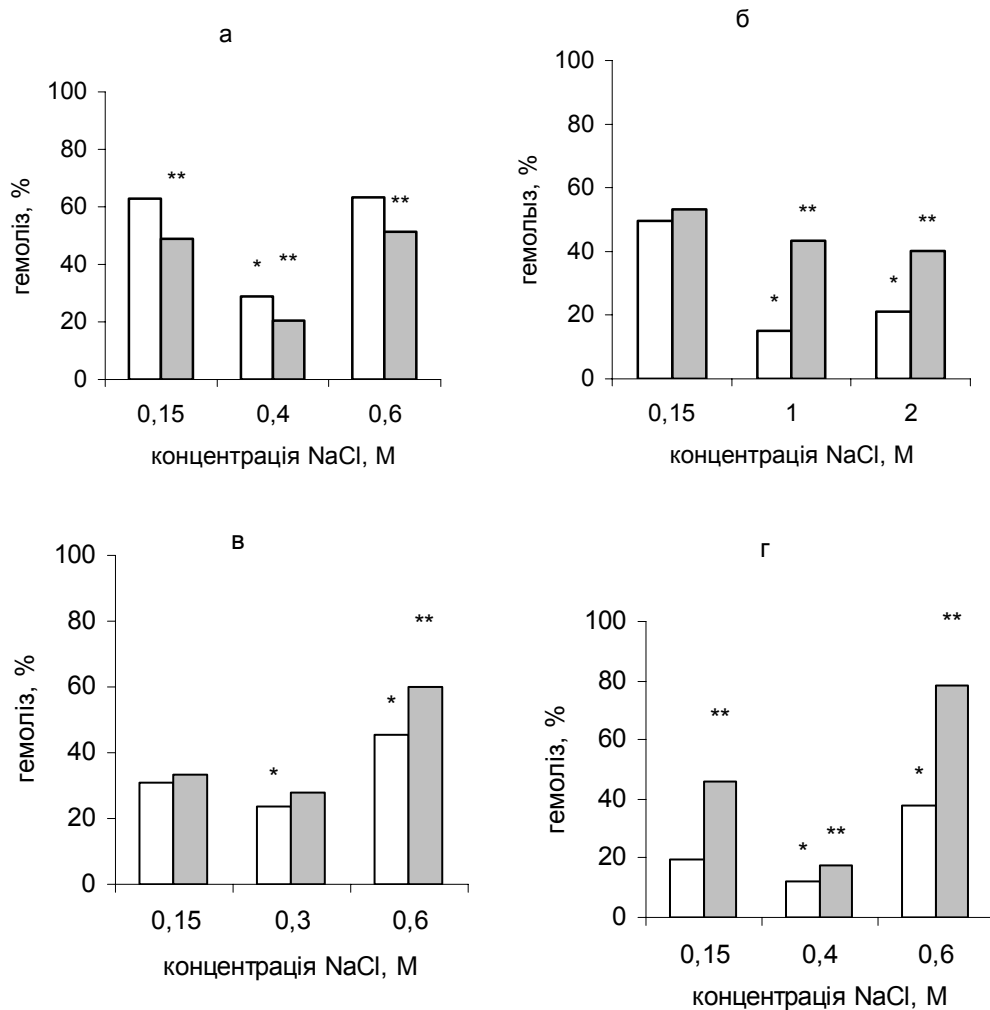 а
гемоліз, %
100
80
60
40
20
0
**
*
**
**
0,15 0,4 0,6
концентрація NaCl, М
б
гемолыз, %
100
80
60
40
20
0
*
**
*
**
0,15 1 2
концентрація NaCl, М
в
гемоліз, %
100
80
60
40
20
0
*
*
**
0,15 0,3 0,6
концентрація NaCl, М
г
гемоліз, %
100
80
60
40
20
0
**
*
**
*
**
0,15 0,4 0,6
концентрація NaCl, М